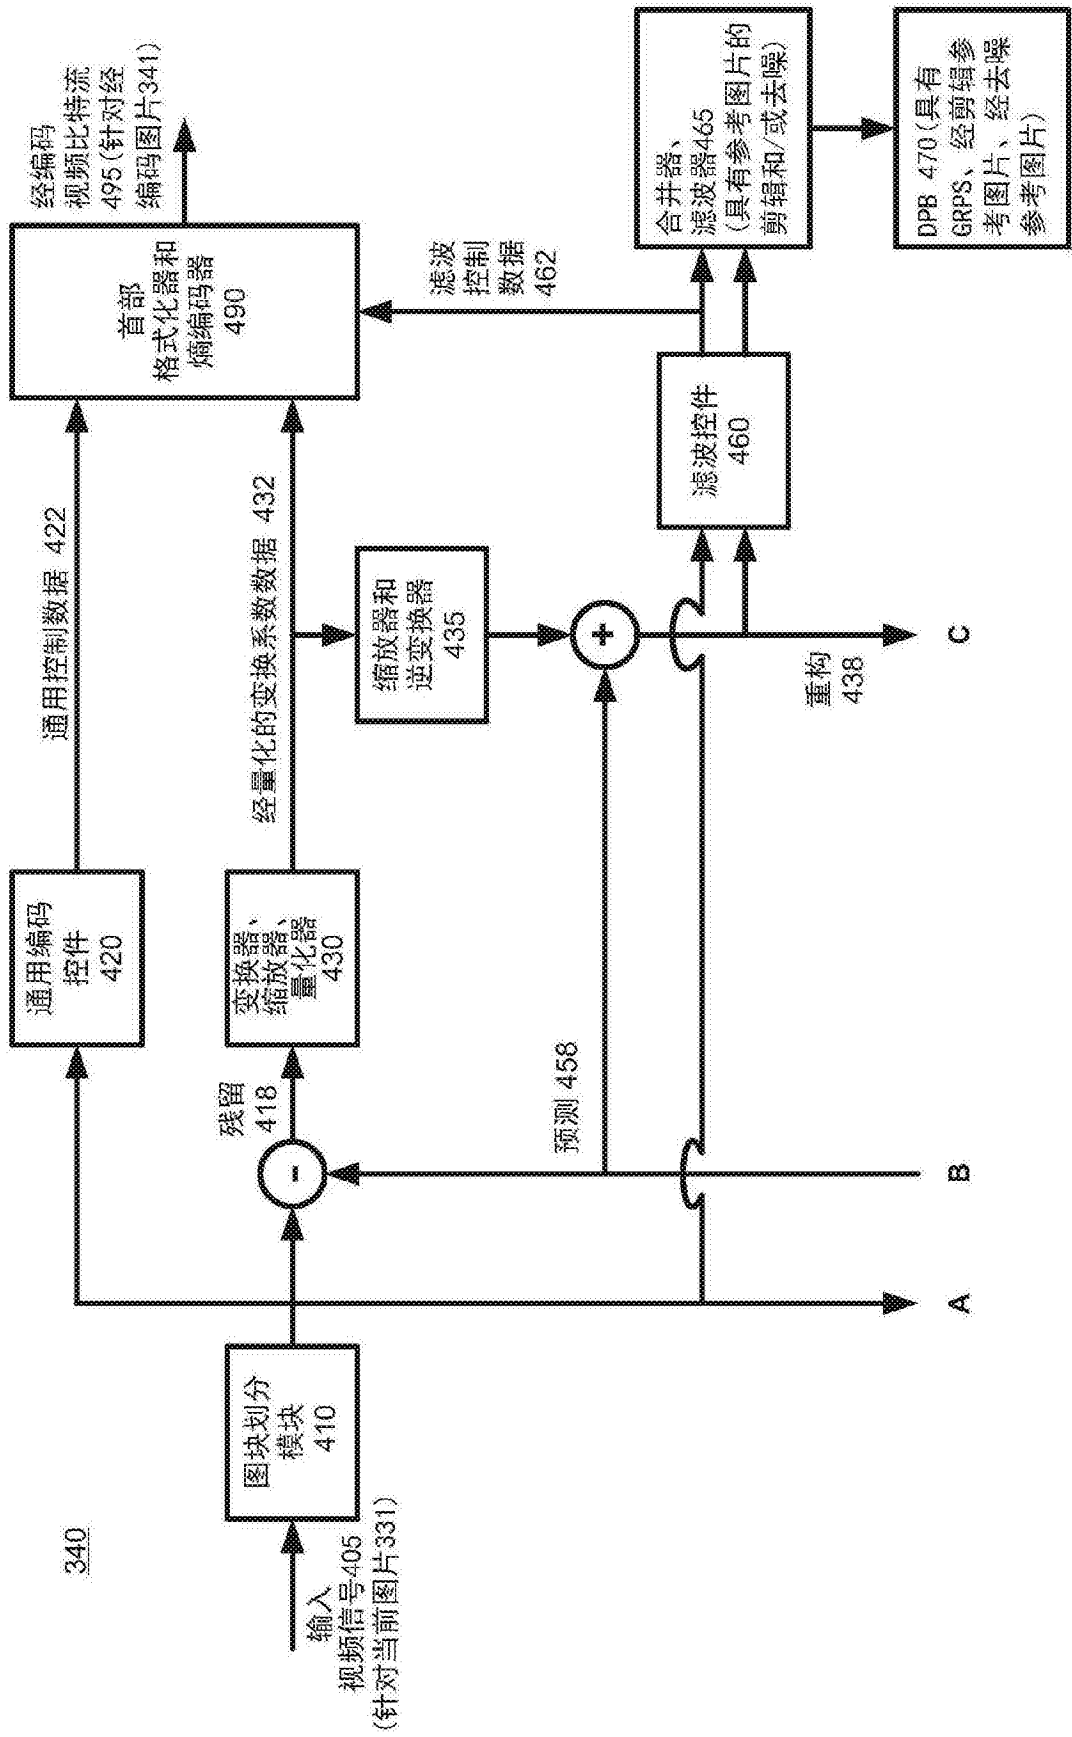 340
输入
视频信号405
(针对当前图片331)
图块划分
模块
410
通用编码
控件
420
通用控制数据 422
残留
418
变换器、
缩放器、
量化器
430
经量化的变换系数数据 432
首部
格式化器和
熵编码器
490
经编码
视频比特流
495(针对经
编码图片341)
缩放器和
逆变换器
435
滤波
控制
数据
462
预测 458
滤波控件
460
合并器、
滤波器465
(具有参考图片的
剪辑和/或去噪)
DPB 470(具有
GRPS、经剪辑参
考图片、经去噪
参考图片)
重构
438
-
+
A
B
C